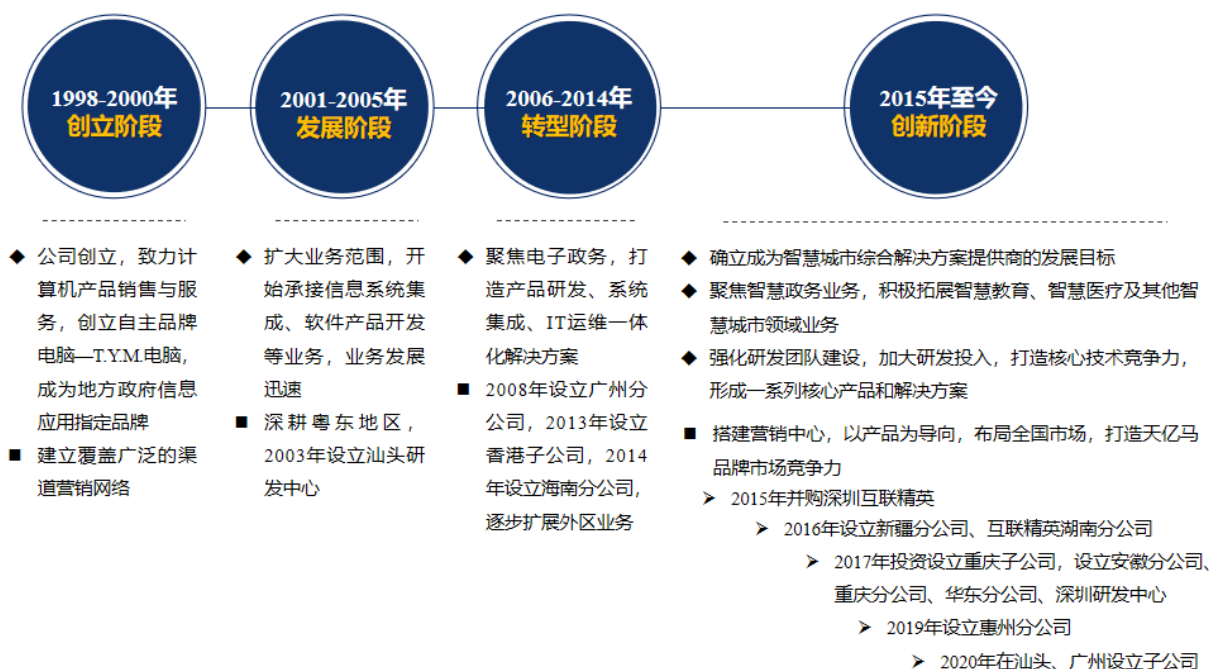 1998-2000年
创立阶段
2001-2005年
发展阶段
2006-2014年
转型阶段
2015年至今
创新阶段
◆ 公司创立，致力计
算机产品销售与服
务，创立自主品牌
电脑—T.Y.M.电脑，
成为地方政府信息
应用指定品牌
■ 建立覆盖广泛的渠
道营销网络
◆ 扩大业务范围，开
始承接信息系统集
成、软件产品开发
等业务，业务发展
迅速
■ 深耕粤东地区，
2003年设立汕头研
发中心
◆ 聚焦电子政务，打
造产品研发、系统
集成、IT运维一体
化解决方案
■ 2008年设立广州分
公司，2013年设立
香港子公司，2014
年设立海南分公司，
逐步扩展外区业务
◆ 确立成为智慧城市综合解决方案提供商的发展目标
◆ 聚焦智慧政务业务，积极拓展智慧教育、智慧医疗及其他智
慧城市领域业务
◆ 强化研发团队建设，加大研发投入，打造核心技术竞争力，
形成一系列核心产品和解决方案
■ 搭建营销中心，以产品为导向，布局全国市场，打造天亿马
品牌市场竞争力
➢ 2015年并购深圳互联精英
➢ 2016年设立新疆分公司、互联精英湖南分公司
➢ 2017年投资设立重庆子公司，设立安徽分公司、
重庆分公司、华东分公司、深圳研发中心
➢ 2019年设立惠州分公司
➢ 2020年在汕头、广州设立子公司